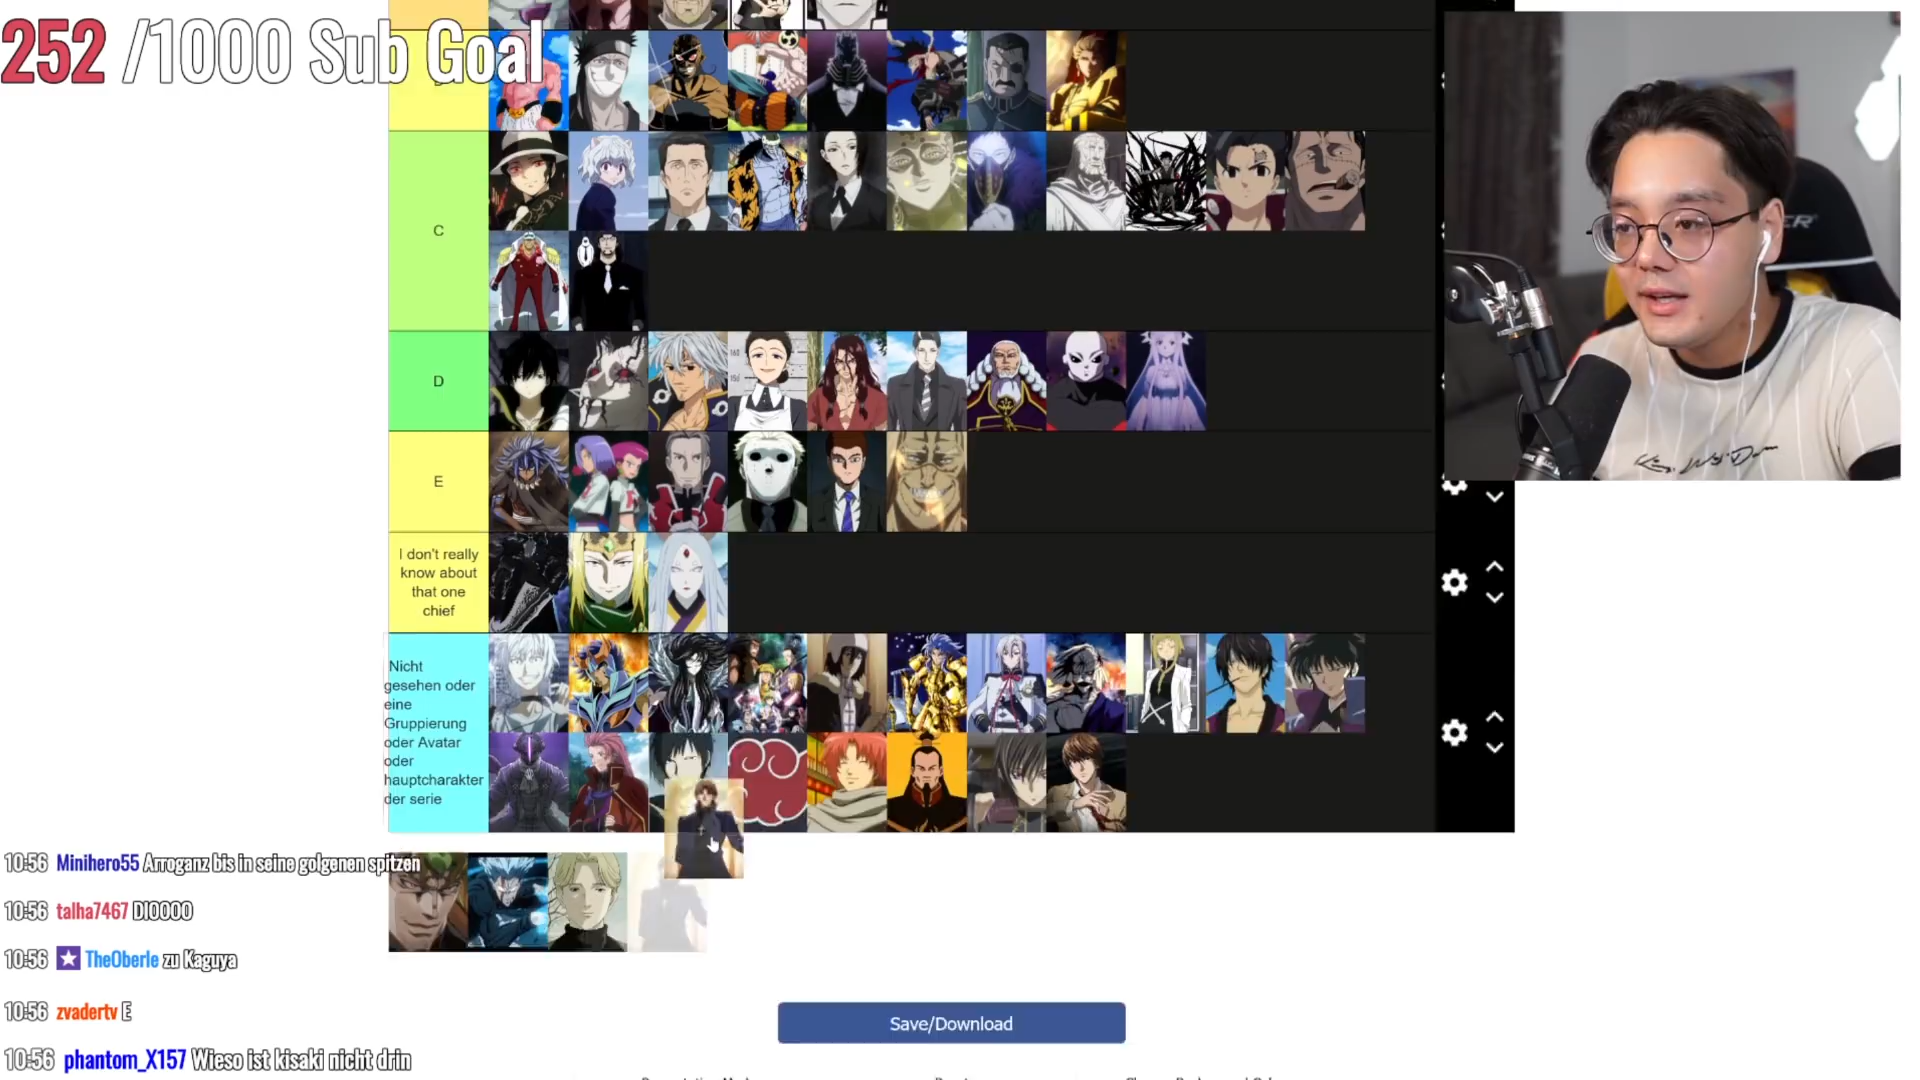 252 /1000 Sub Goal
C
D
E
I don't really
know about
that one
chief
Nicht
gesehen oder
eine
Gruppierung
oder Avatar
oder
hauptcharakter
der serie
10:56 Minihero55 Arroganz bis in seine golgenen spitzen
10:56 talha7467 DIOOOO
10:56 TheOberle zu Kaguya
10:56 zvadertv E
10:56 phantom_X157 Wieso ist kisaki nicht drin
Save/Download